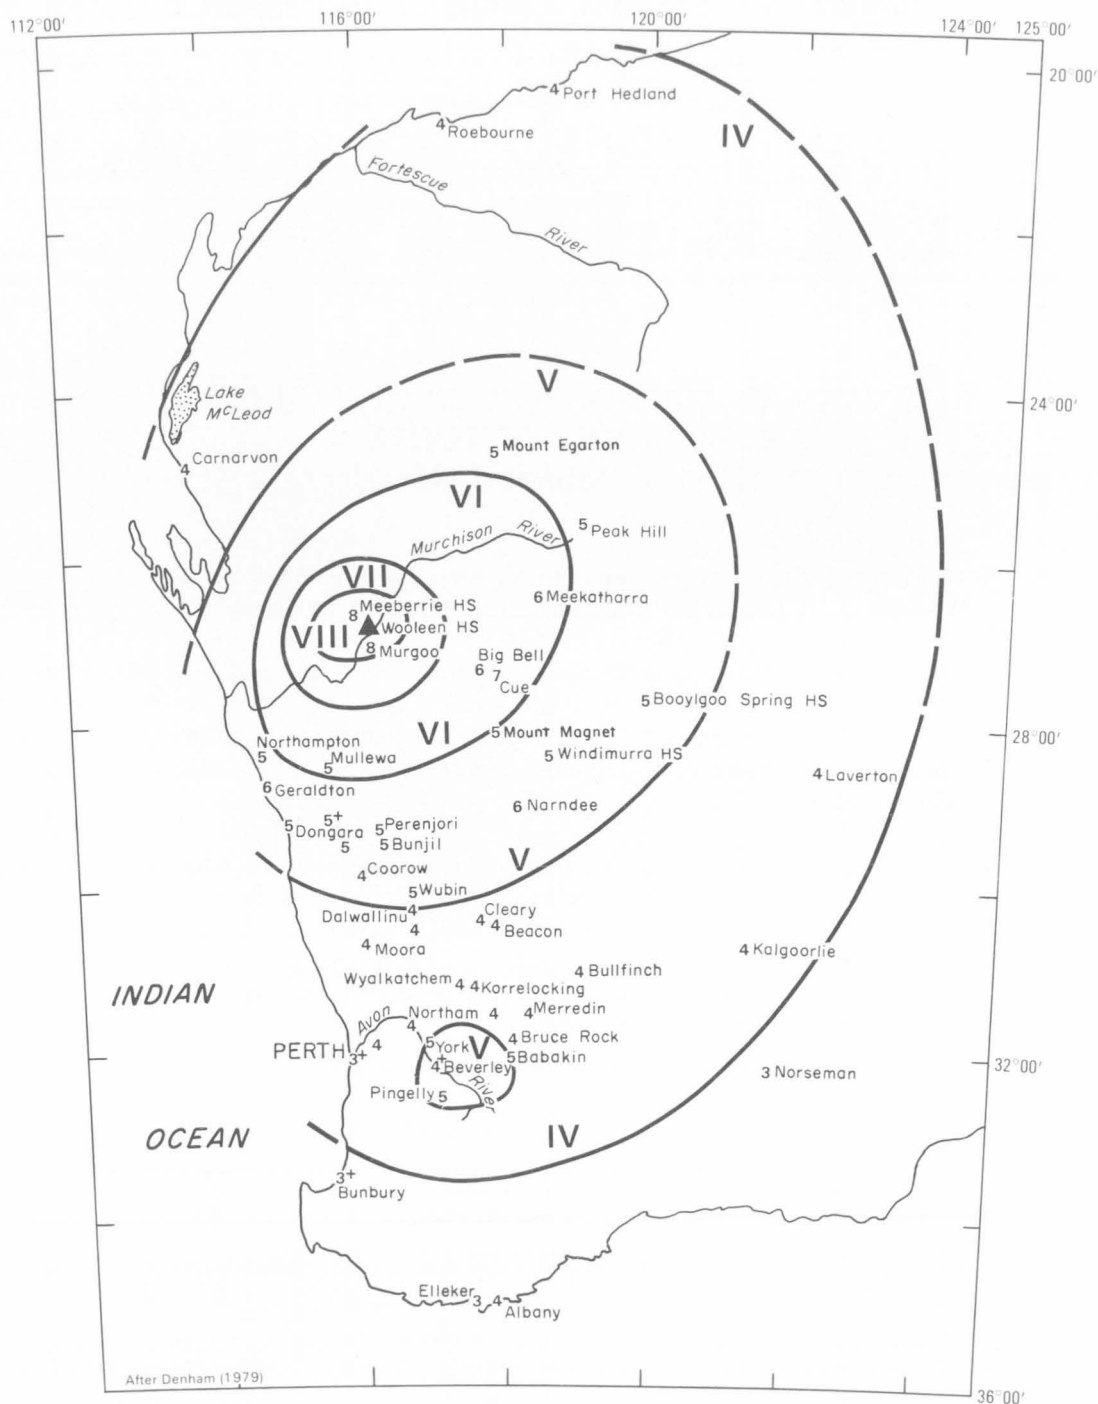 112°00' 116°00' 120°00' 124°00' 125°00'
20°00'
4 Port Hedland
4
Roebourne
IV
Fortescue
River
V
Lake
McLeod
24°00'
5 Mount Egarton
4 Carnarvon
VI
5 Peak Hill
Murchison River
VII
6 Meekatharra
Meeberrie HS
8
Wooleen HS
VIII
8 Murgoo
Big Bell
6 7
Cue
5 Booylgoo Spring HS
VI
5 Mount Magnet
Northampton
5
Mullewa
5
5 Windimurra HS
28°00'
4 Laverton
6 Geraldton
6 Narndee
5+
5 Dongara
5 Perenjori
5 Bunjil
5
V
4 Coorow
5 Wubin
Dalwallinu 4
4
4 Cleary
4 Beacon
4 Moora
4 Kalgoorlie
4 Bullfinch
Wyalkatchem 4
4 Korrelocking
INDIAN
Northam 4
4
4 Merredin
Avon
4 Bruce Rock
5 York
V
PERTH 3+
4
5 Babakin
4+ Beverley
32°00'
3 Norseman
Pingelly 5
River
OCEAN
IV
3+
Bunbury
Elleker 3
4 Albany
After Denham (1979)
36°00'